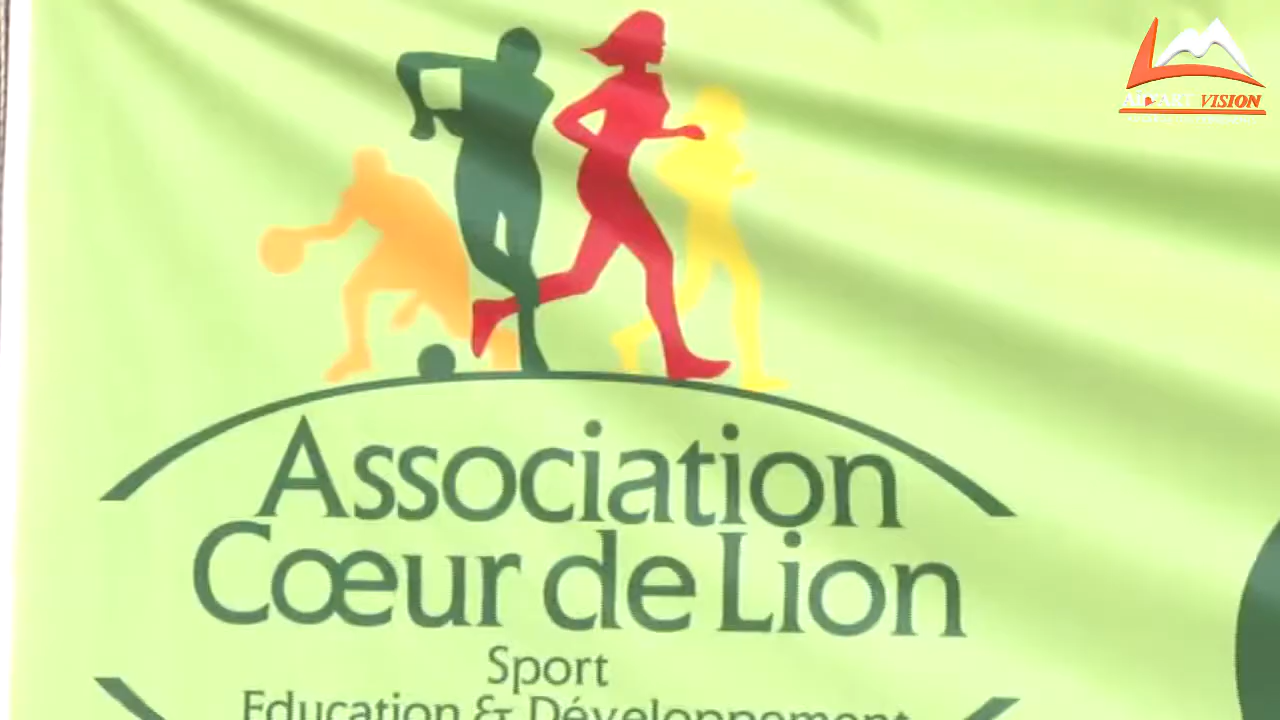 VISION
Association
Cœur de Lion
Sport
Education & Développement